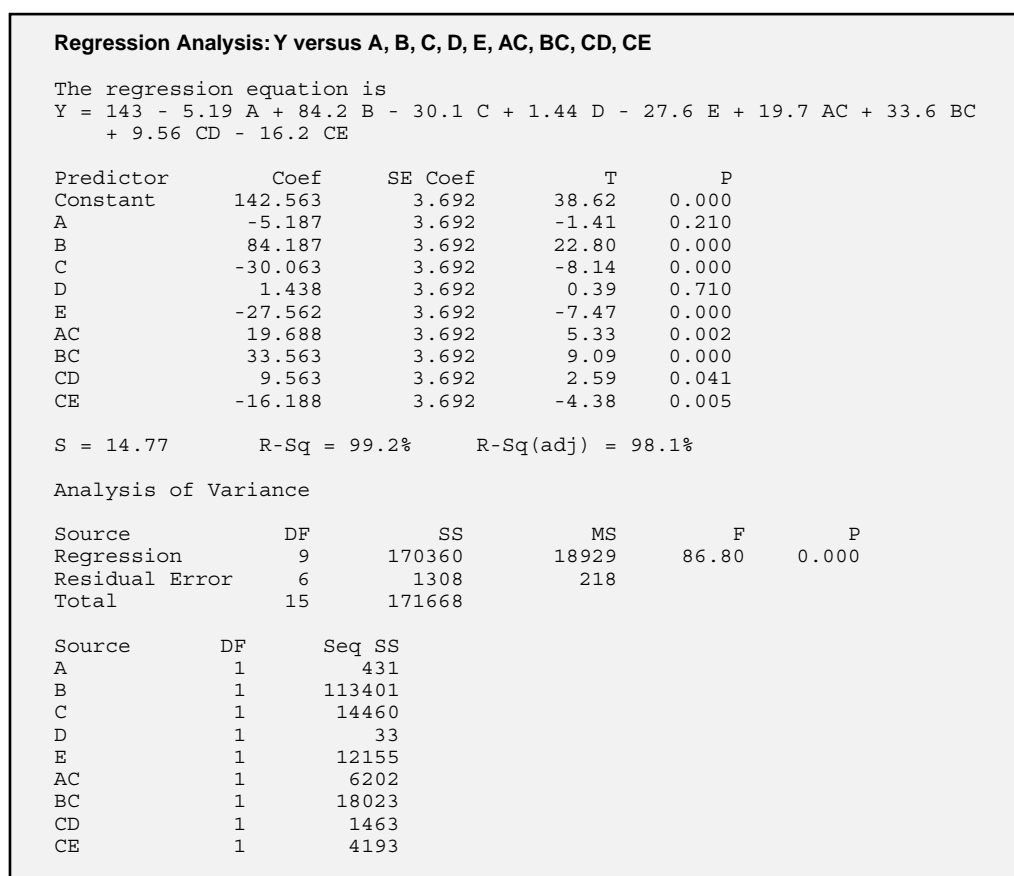 Regression Analysis: Y versus A, B, C, D, E, AC, BC, CD, CE
The regression equation is
Y = 143 - 5.19 A + 84.2 B - 30.1 C + 1.44 D - 27.6 E + 19.7 AC + 33.6 BC
+ 9.56 CD - 16.2 CE
Predictor Coef SE Coef T P
Constant 142.563 3.692 38.62 0.000
A -5.187 3.692 -1.41 0.210
B 84.187 3.692 22.80 0.000
C -30.063 3.692 -8.14 0.000
D 1.438 3.692 0.39 0.710
E -27.562 3.692 -7.47 0.000
AC 19.688 3.692 5.33 0.002
BC 33.563 3.692 9.09 0.000
CD 9.563 3.692 2.59 0.041
CE -16.188 3.692 -4.38 0.005
S = 14.77 R-Sq = 99.2% R-Sq(adj) = 98.1%
Analysis of Variance
Source DF SS MS F P
Regression 9 170360 18929 86.80 0.000
Residual Error 6 1308 218
Total 15 171668
Source DF Seq SS
A 1 431
B 1 113401
C 1 14460
D 1 33
E 1 12155
AC 1 6202
BC 1 18023
CD 1 1463
CE 1 4193